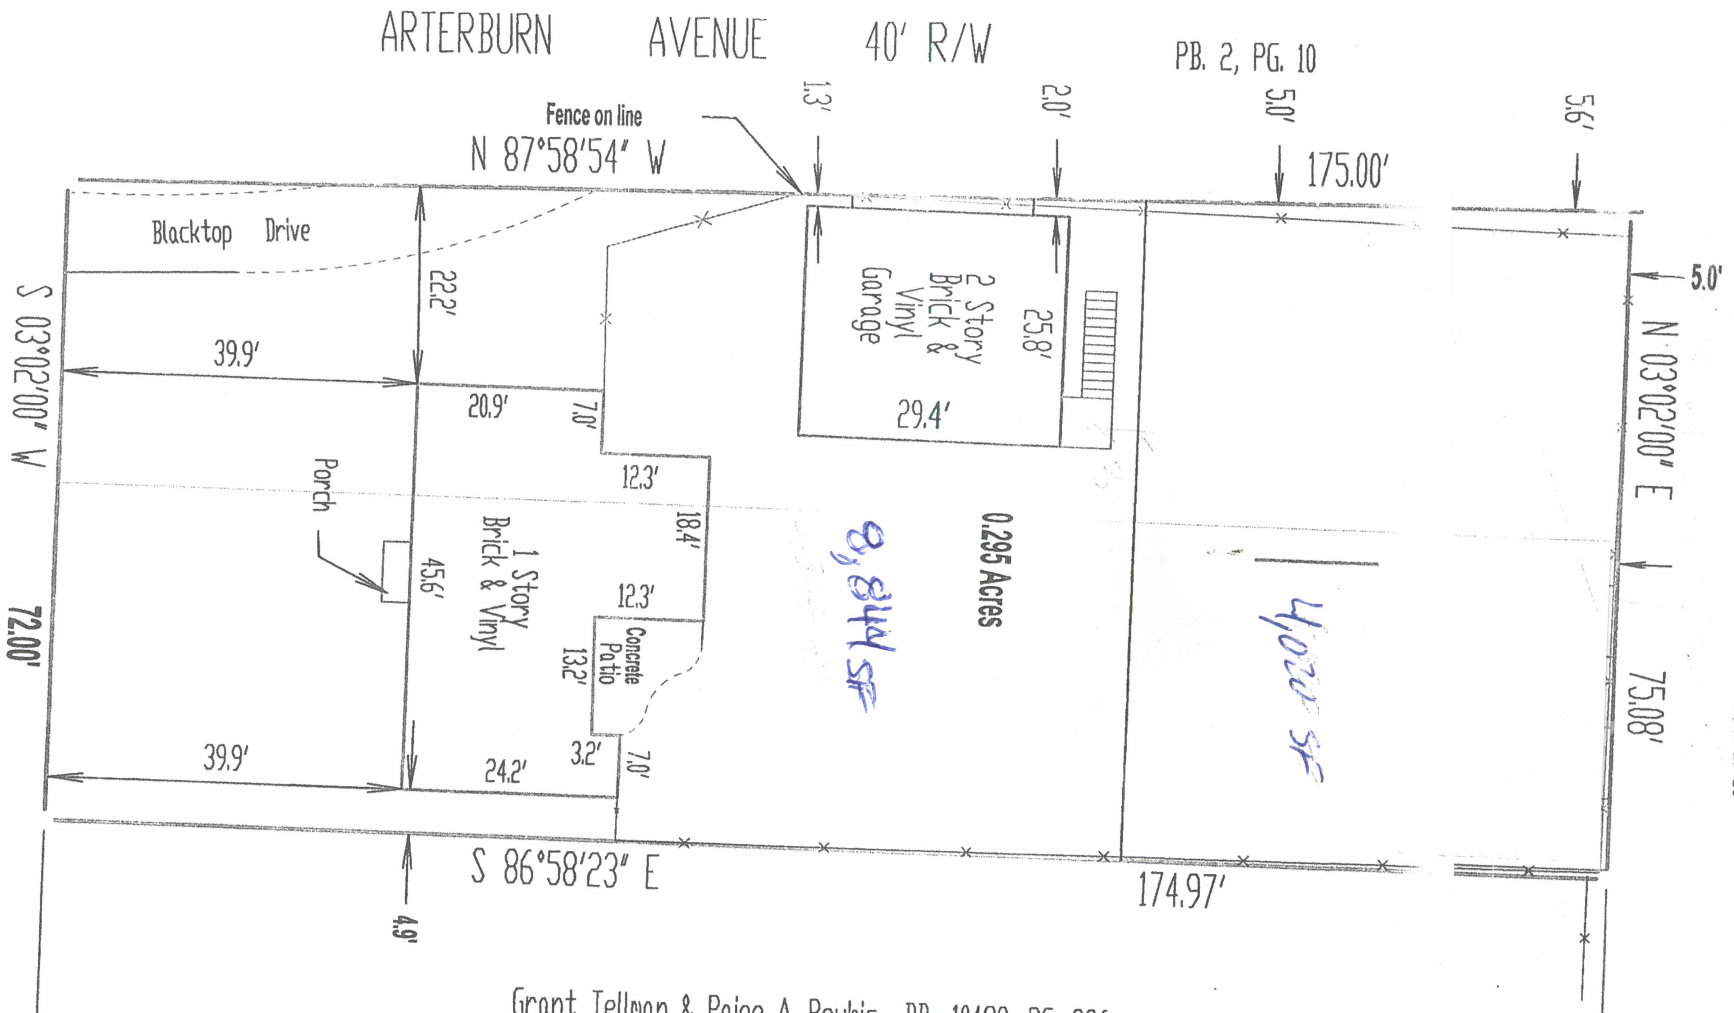 ARTERBURN AVENUE 40' R/W
PB. 2, PG. 10
1.3'
2.0'
5.0'
5.6'
Fence on line
N 87°58'54" W
175.00'
Blacktop Drive
22.2'
2 Story
Brick &
Vinyl
Garage
25.8'
29.4'
5.0'
N 03°02'00" E
75.08'
S 03°02'00" W
72.00'
39.9'
20.9'
7.0'
12.3'
18.4'
Porch
45.6'
1 Story
Brick & Vinyl
12.3'
Concrete
Patio
13.2'
3.2'
7.0'
24.2'
39.9'
0.295 Acres
8,844 SF
4,020 SF
S 86°58'23" E
174.97'
4.9'
Grant Tellman & Paige A.